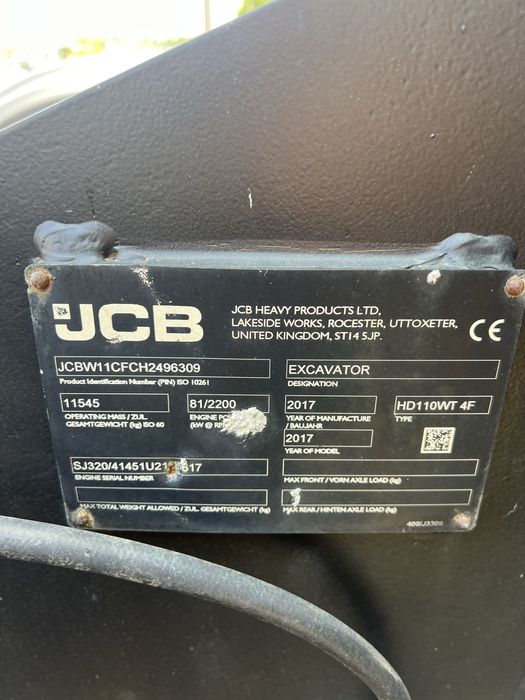 JCB
JCB HEAVY PRODUCTS LTD,
LAKESIDE WORKS, ROCESTER, UTTOXETER,
UNITED KINGDOM, ST14 5JP.
CE
JCBW11CFCH2496309
Product Identification Number (PIN) ISO 10261
EXCAVATOR
DESIGNATION
11545
OPERATING MASS / ZUL.
GESAMTGEWICHT (kg) ISO 60
81/2200
ENGINE
(kW @
2017
YEAR OF MANUFACTURE
/ BAUJAHR
HD110WT 4F
TYPE
2017
YEAR OF MODEL
SJ320/41451U21 617
ENGINE SERIAL NUMBER
MAX FRONT / VORN AXLE LOAD (kg)
MAX TOTAL WEIGHT ALLOWED / ZUL. GESAMTGEWICHT (kg)
MAX REAR / HINTEN AXLE LOAD (kg)